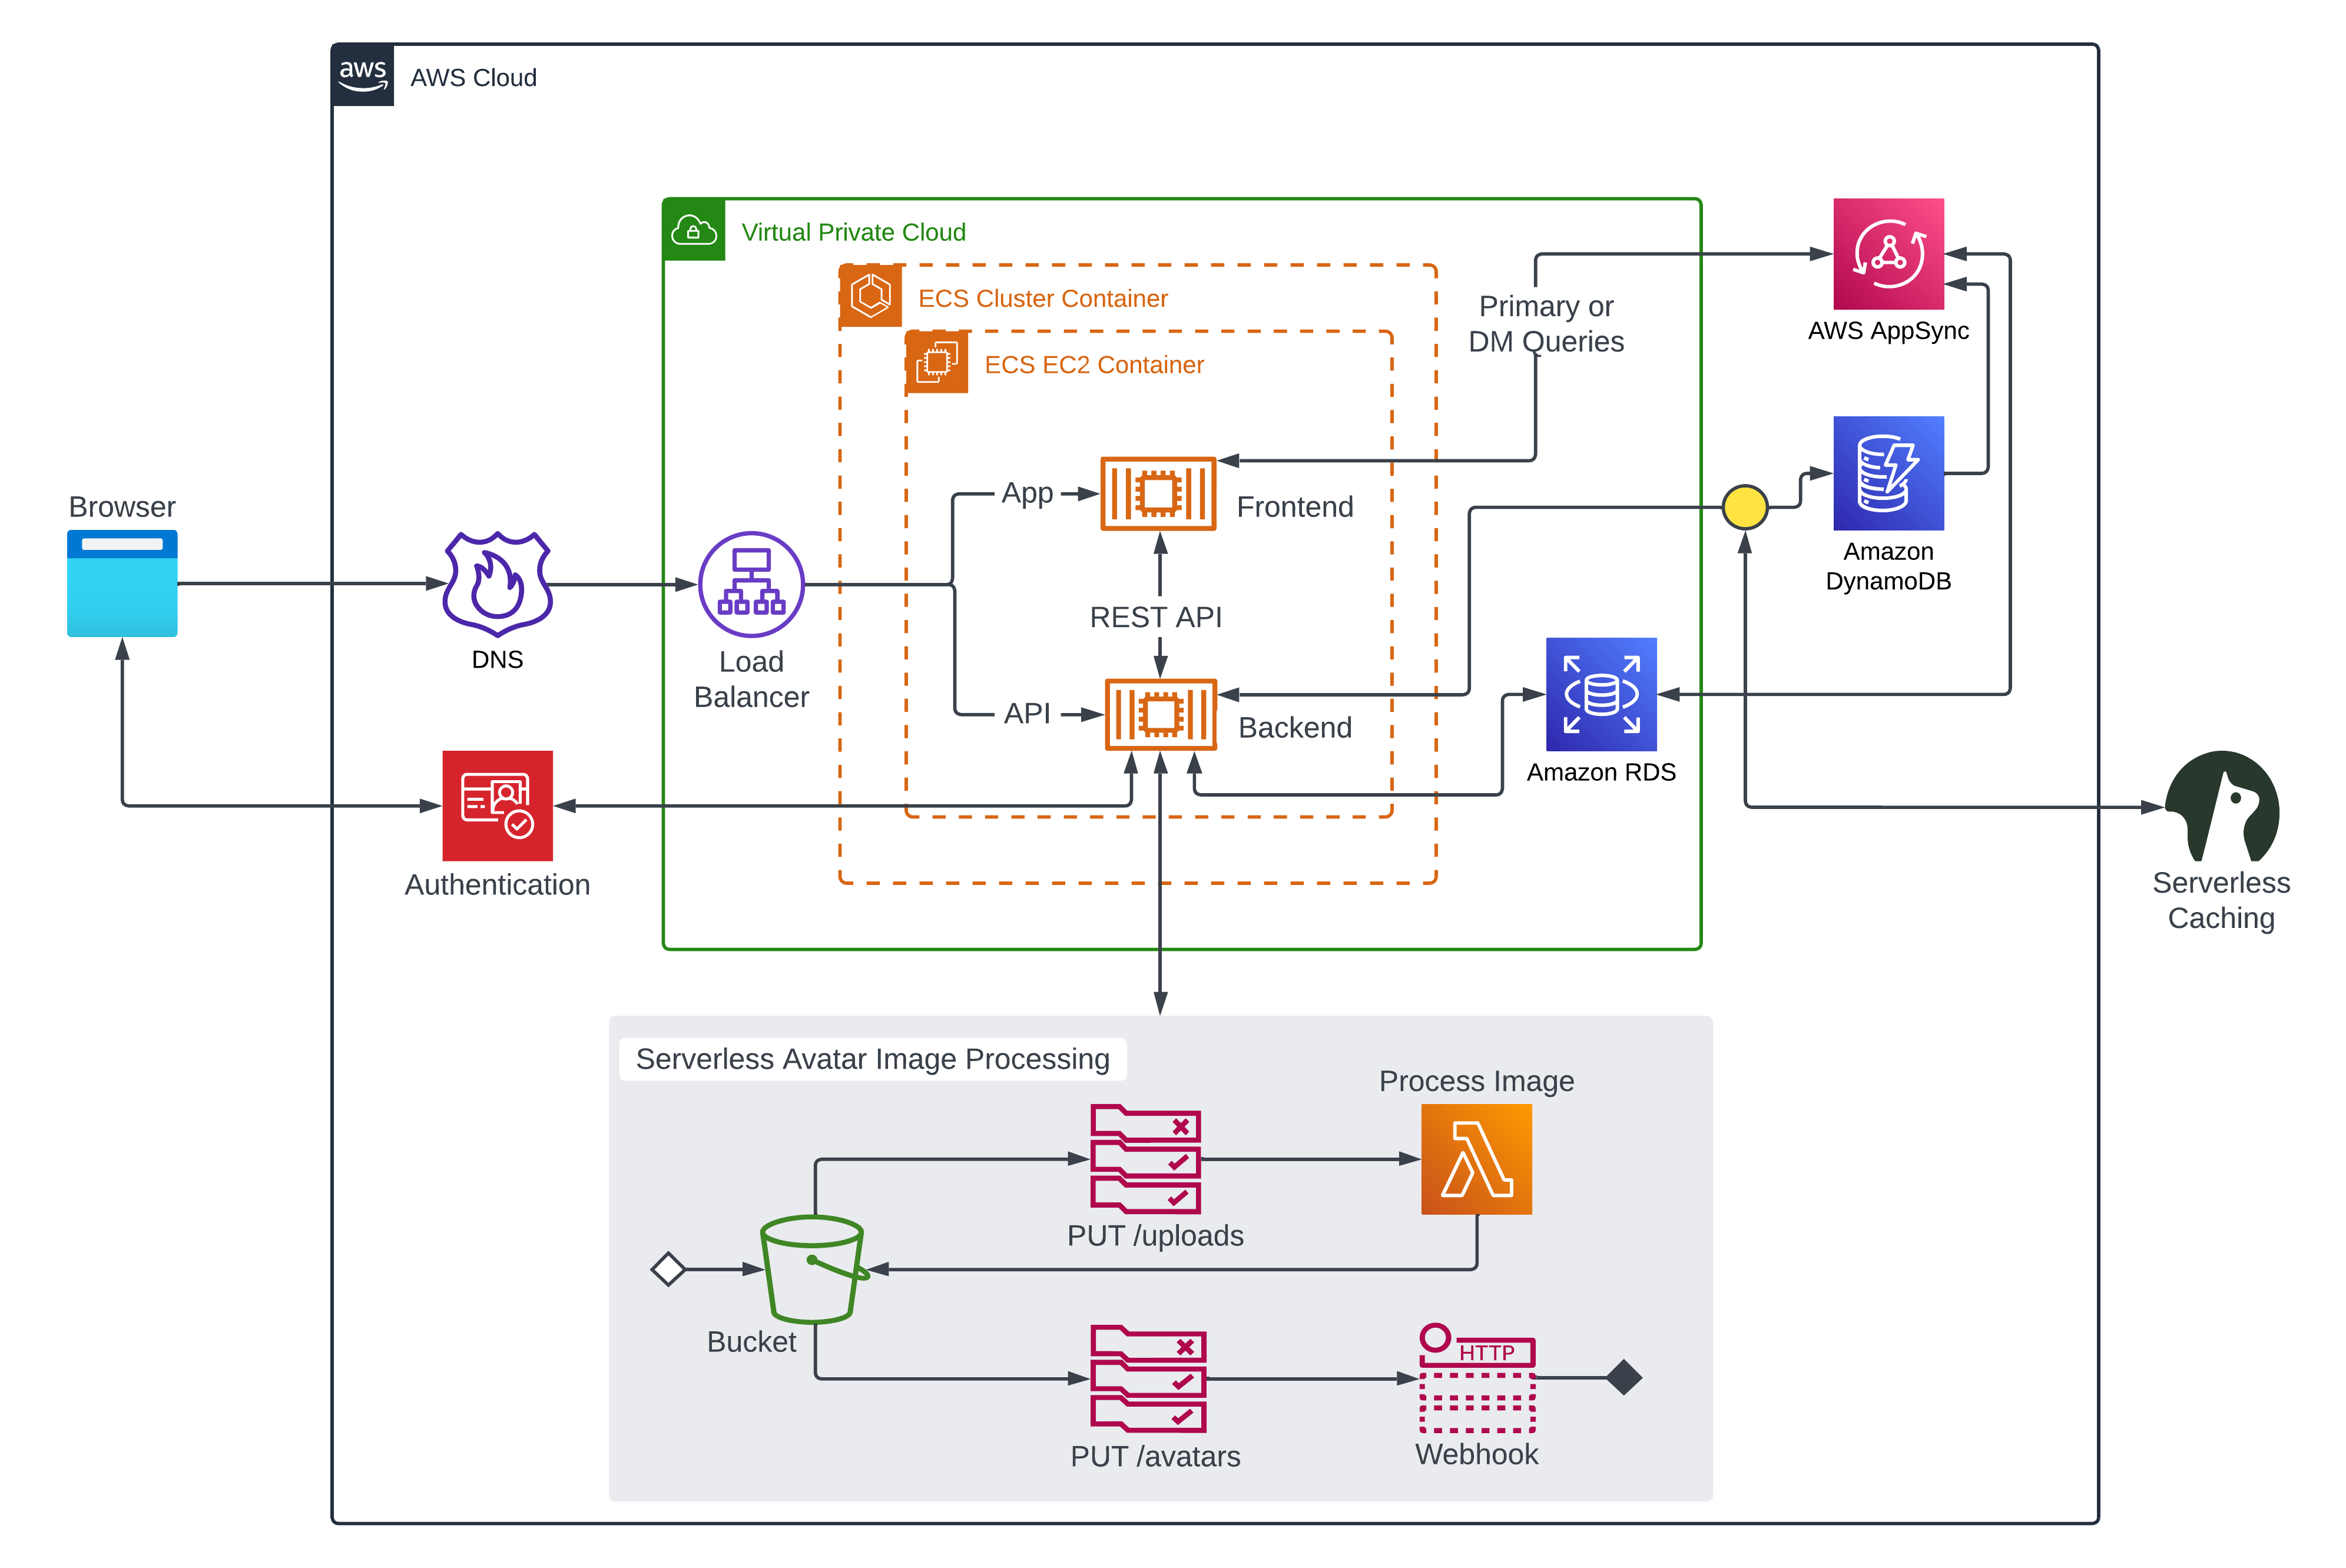 aws
AWS Cloud
Virtual Private Cloud
ECS Cluster Container
ECS EC2 Container
Primary or
DM Queries
AWS AppSync
App
Frontend
Browser
Amazon
DynamoDB
REST API
DNS
Load
Balancer
API
Backend
Amazon RDS
Authentication
Serverless
Caching
Serverless Avatar Image Processing
Process Image
PUT /uploads
Bucket
HTTP
PUT /avatars
Webhook